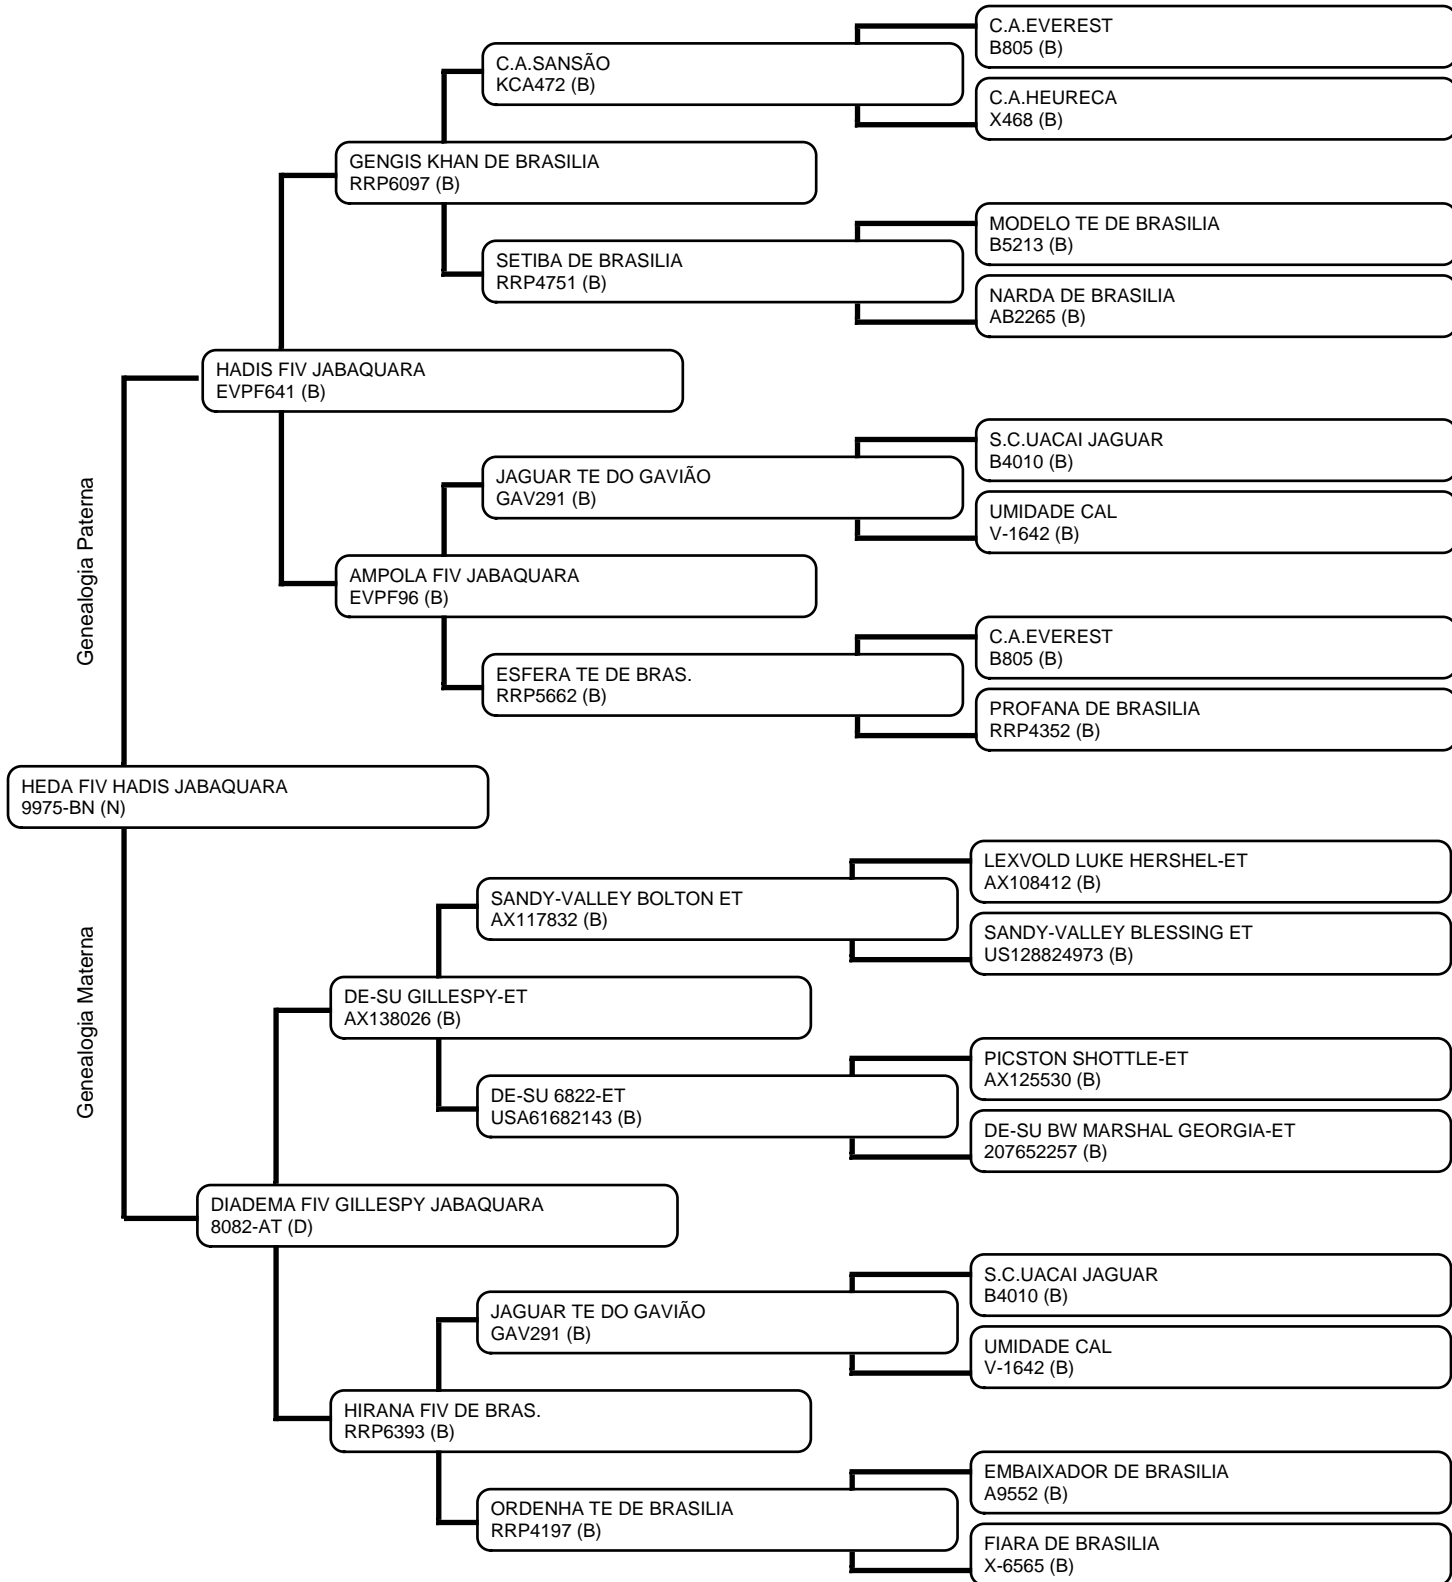 C.A.EVEREST
B805 (B)
C.A.SANSÃO
KCA472 (B)
C.A.HEURECA
X468 (B)
GENGIS KHAN DE BRASILIA
RRP6097 (B)
MODELO TE DE BRASILIA
B5213 (B)
SETIBA DE BRASILIA
RRP4751 (B)
NARDA DE BRASILIA
AB2265 (B)
HADIS FIV JABAQUARA
EVPF641 (B)
S.C.UACAI JAGUAR
B4010 (B)
JAGUAR TE DO GAVIÃO
GAV291 (B)
UMIDADE CAL
V-1642 (B)
Genealogia Paterna
AMPOLA FIV JABAQUARA
EVPF96 (B)
C.A.EVEREST
B805 (B)
ESFERA TE DE BRAS.
RRP5662 (B)
PROFANA DE BRASILIA
RRP4352 (B)
HEDA FIV HADIS JABAQUARA
9975-BN (N)
LEXVOLD LUKE HERSHEL-ET
AX108412 (B)
SANDY-VALLEY BOLTON ET
AX117832 (B)
SANDY-VALLEY BLESSING ET
US128824973 (B)
Genealogia Materna
DE-SU GILLESPY-ET
AX138026 (B)
PICSTON SHOTTLE-ET
AX125530 (B)
DE-SU 6822-ET
USA61682143 (B)
DE-SU BW MARSHAL GEORGIA-ET
207652257 (B)
DIADEMA FIV GILLESPY JABAQUARA
8082-AT (D)
S.C.UACAI JAGUAR
B4010 (B)
JAGUAR TE DO GAVIÃO
GAV291 (B)
UMIDADE CAL
V-1642 (B)
HIRANA FIV DE BRAS.
RRP6393 (B)
EMBAIXADOR DE BRASILIA
A9552 (B)
ORDENHA TE DE BRASILIA
RRP4197 (B)
FIARA DE BRASILIA
X-6565 (B)